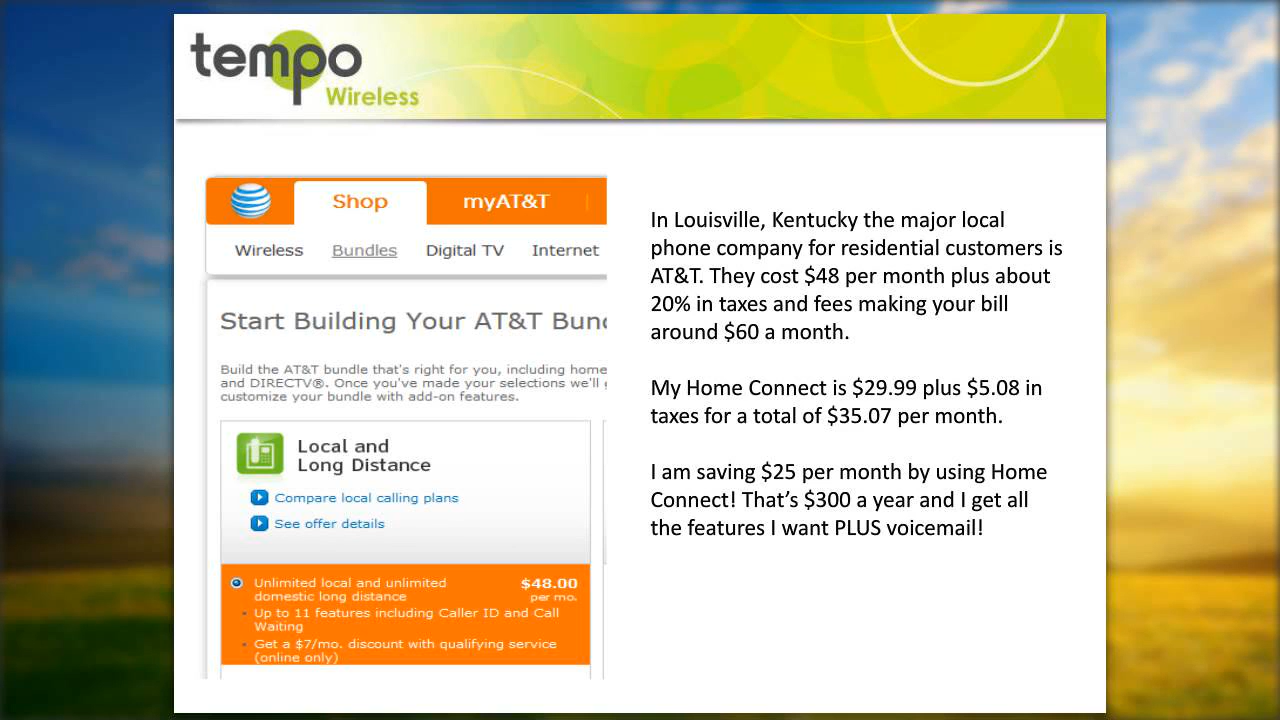 tempo
Wireless
Shop
myAT&T
Wireless
Bundles
Digital TV
Internet
Start Building Your AT&T
Build the AT&T bundle that's right for you, including home
and DIRECTV®. Once you've made your selections we'll
customize your bundle with add-on features.
Local and
Long Distance
Compare local calling plans
See offer details
Unlimited local and unlimited
domestic long distance
$48.00
per mo.
Up to 11 features including Caller ID and Call
Waiting
Get a $7/mo. discount with qualifying service
(online only)
In Louisville, Kentucky the major local
phone company for residential customers is
AT&T. They cost $48 per month plus about
20% in taxes and fees making your bill
around $60 a month.
My Home Connect is $29.99 plus $5.08 in
taxes for a total of $35.07 per month.
I am saving $25 per month by using Home
Connect! That’s $300 a year and I get all
the features I want PLUS voicemail!